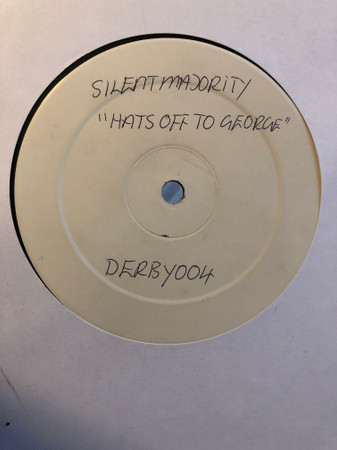 SILENT MAJORITY
"HATS OFF TO GEORGE"
DERBY004